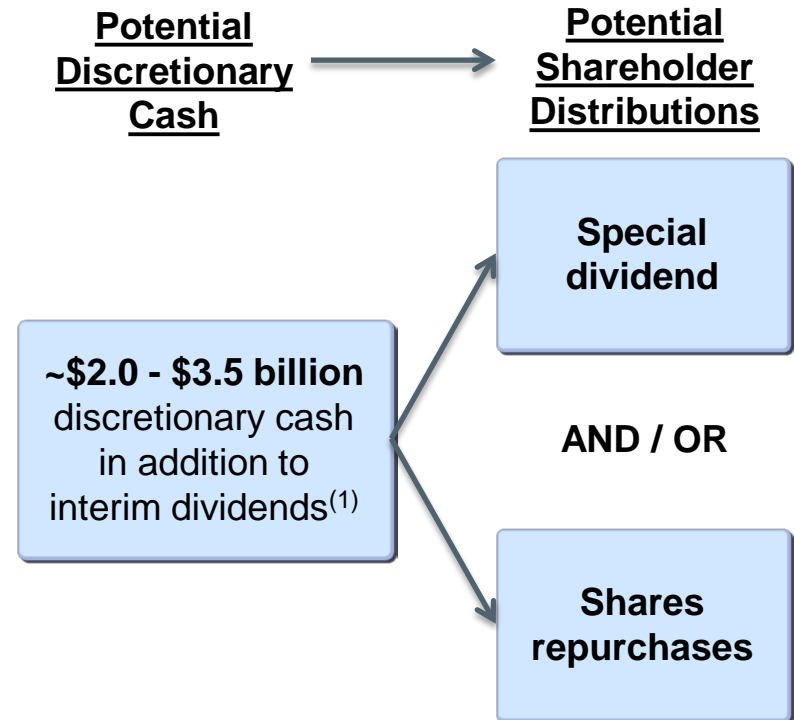 Potential
Discretionary
Cash
Potential
Shareholder
Distributions
~$2.0 - $3.5 billion
discretionary cash
in addition to
interim dividends(1)
Special
dividend
AND / OR
Shares
repurchases